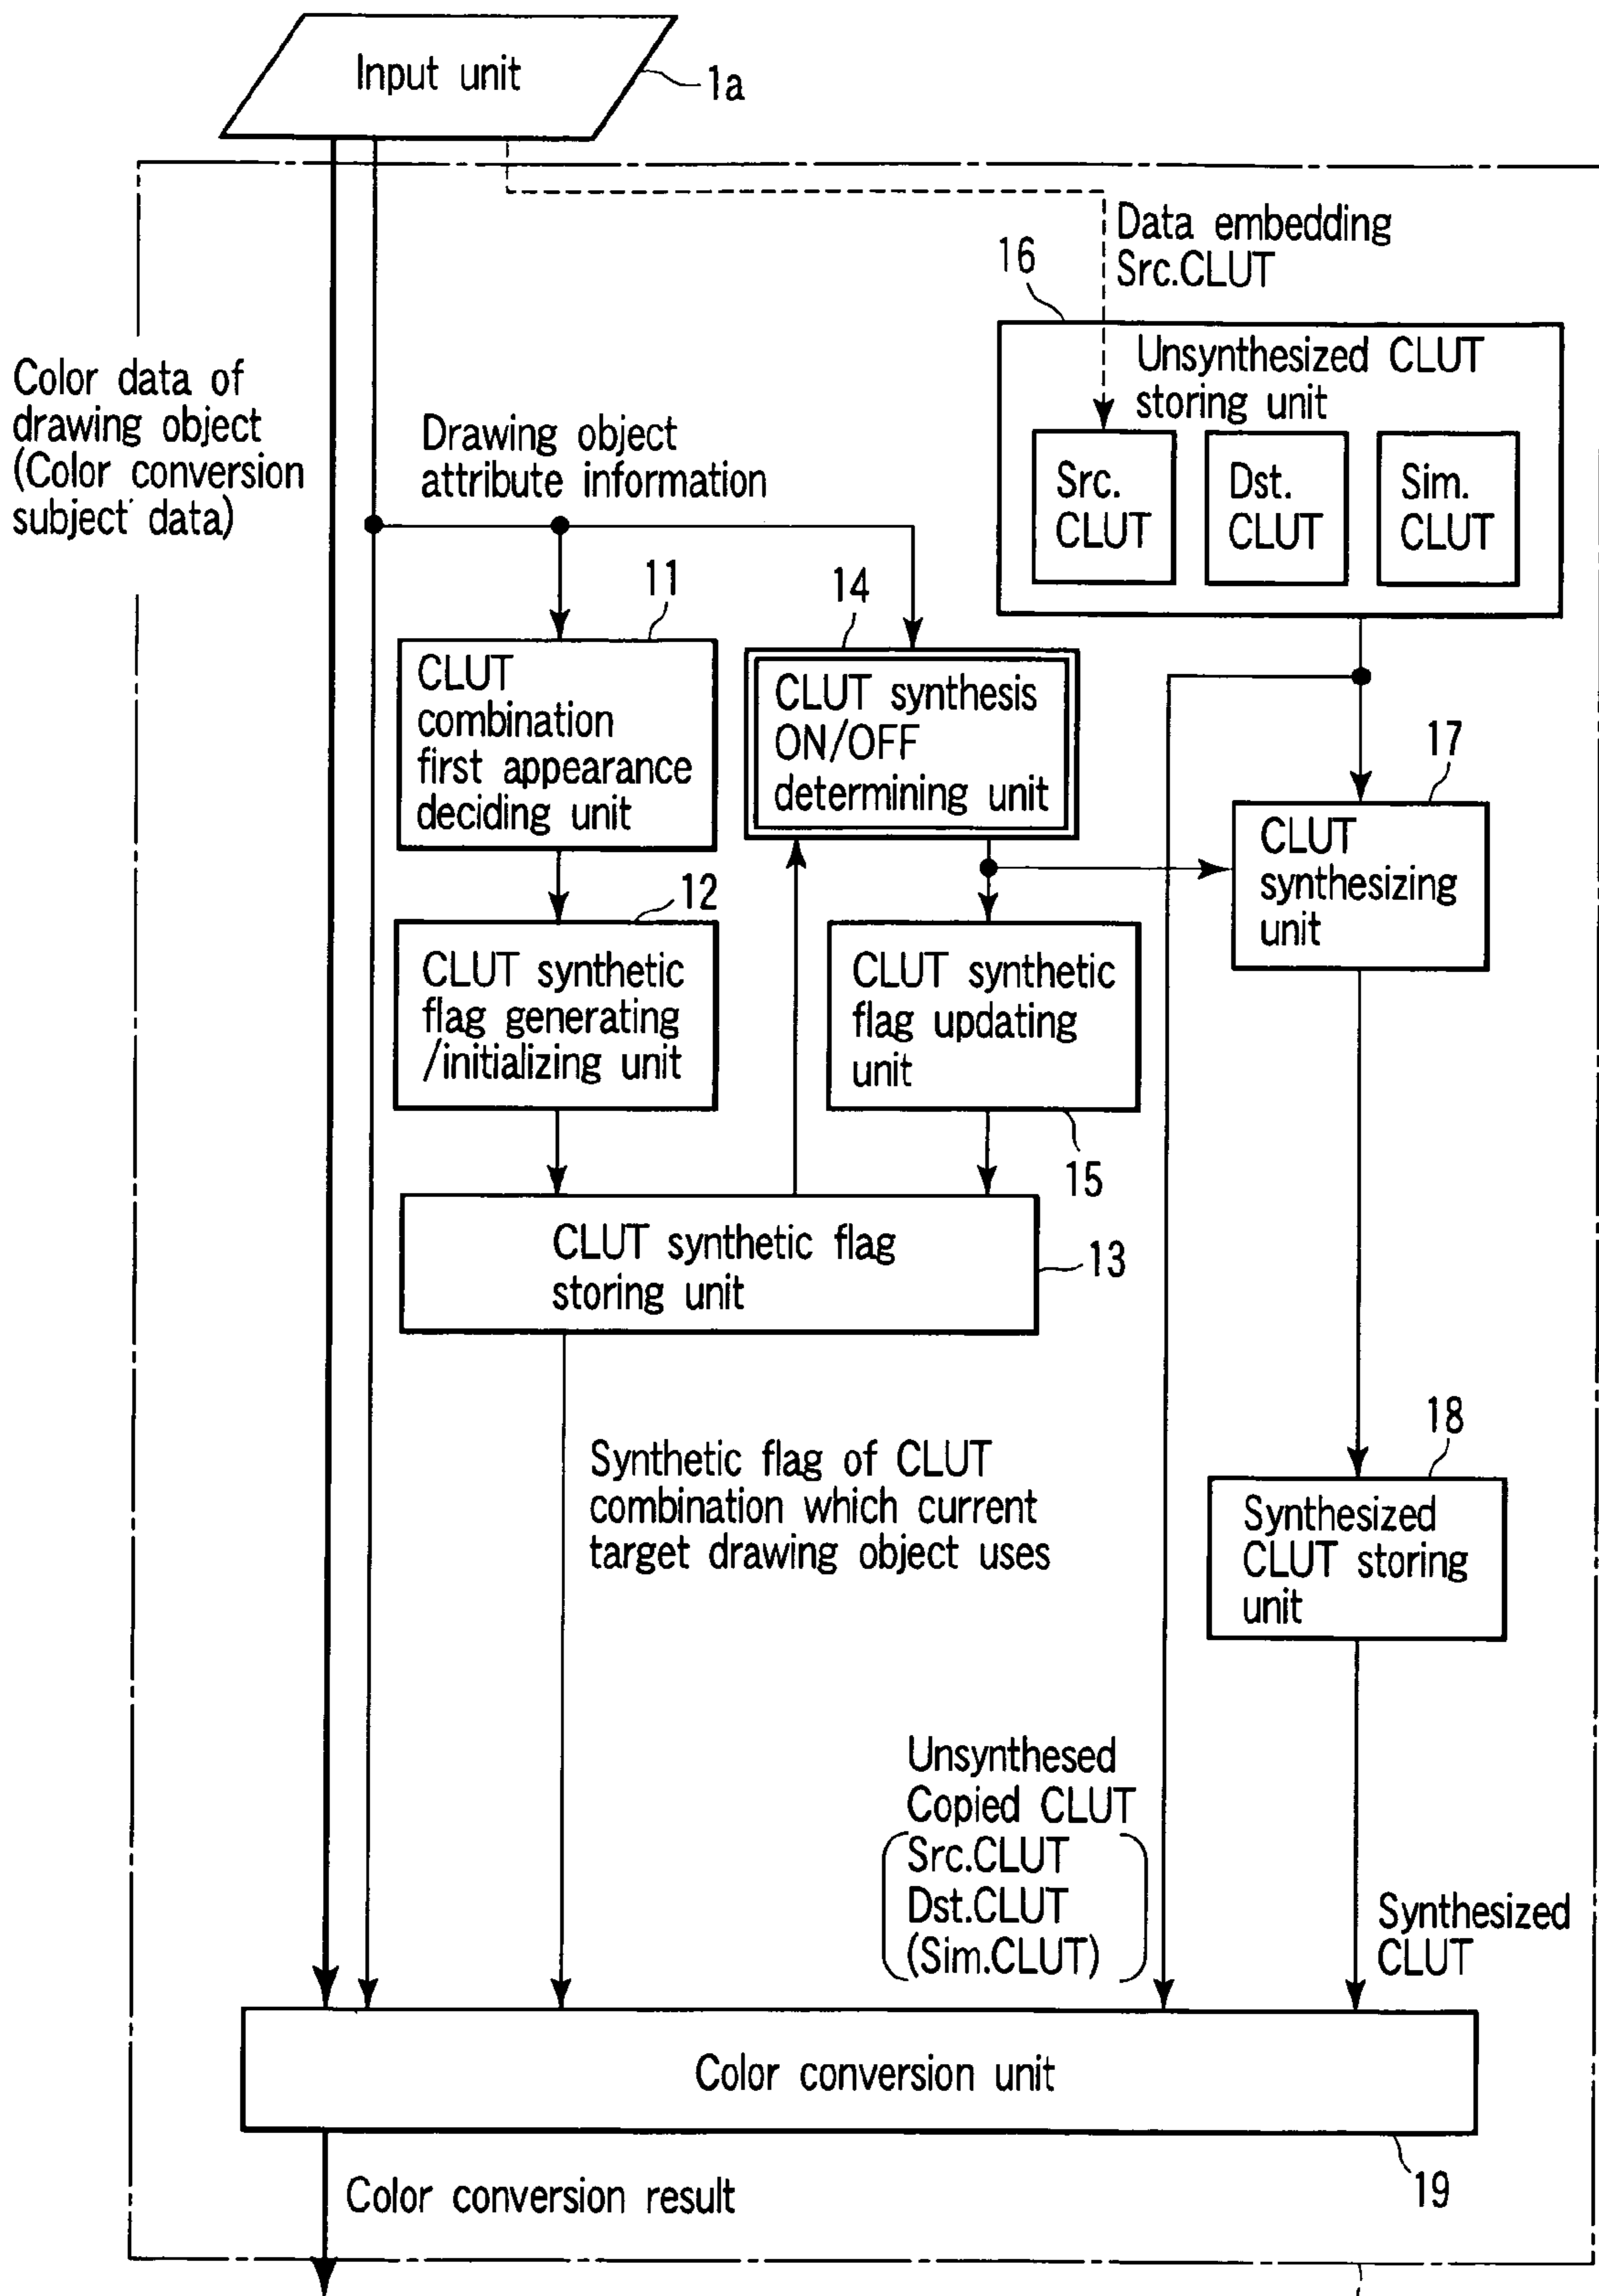 Input unit
1a
Data embedding
Src.CLUT
16
Unsynthesized CLUT
storing unit
Src.
CLUT
Dst.
CLUT
Sim.
CLUT
Color data of
drawing object
(Color conversion
subject data)
Drawing object
attribute information
11
CLUT
combination
first appearance
deciding unit
14
CLUT synthesis
ON/OFF
determining unit
17
CLUT
synthesizing
unit
12
CLUT synthetic
flag generating
/initializing unit
CLUT synthetic
flag updating
unit
15
CLUT synthetic flag
storing unit
13
Synthetic flag of CLUT
combination which current
target drawing object uses
18
Synthesized
CLUT storing
unit
Unsynthesed
Copied CLUT
Src.CLUT
Dst.CLUT
(Sim.CLUT)
Synthesized
CLUT
Color conversion unit
19
Color conversion result